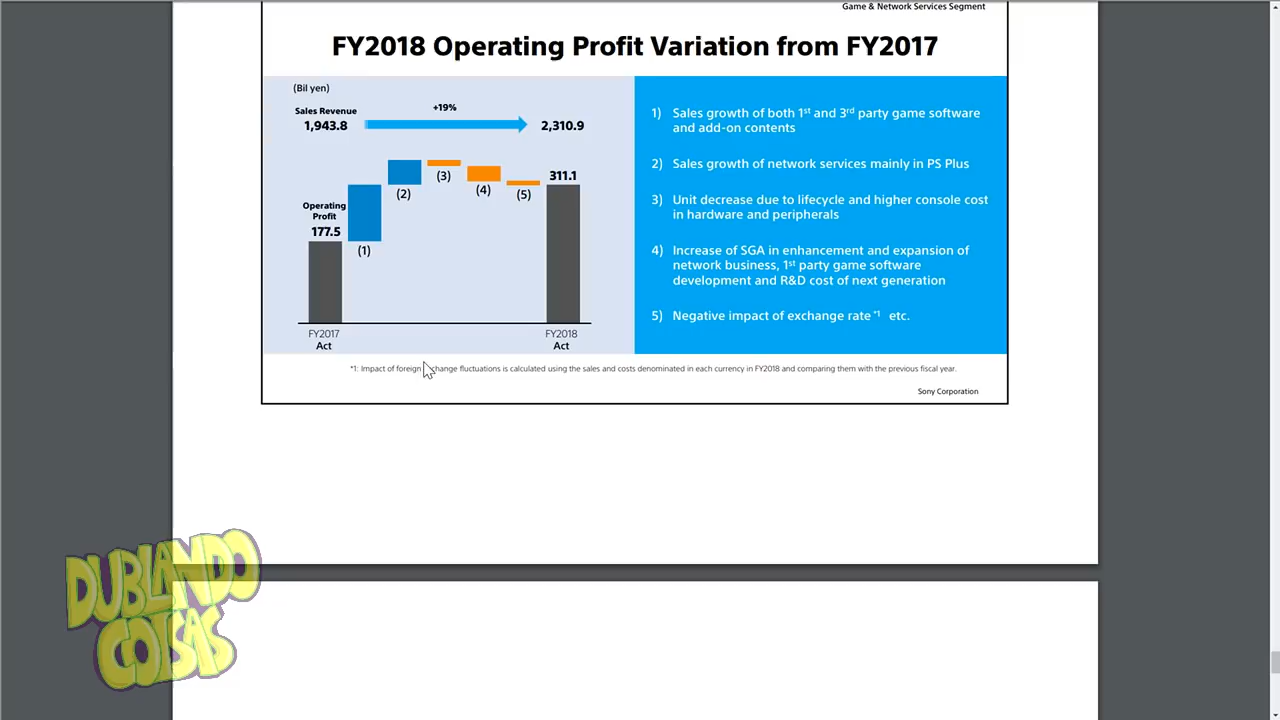 Game & Network Services Segment
FY2018 Operating Profit Variation from FY2017
(Bil yen)
Sales Revenue
1,943.8
+19%
2,310.9
Operating
Profit
177.5
(1)
(2)
(3)
(4)
(5)
311.1
FY2017
Act
FY2018
Act
1) Sales growth of both 1st and 3rd party game software
and add-on contents
2) Sales growth of network services mainly in PS Plus
3) Unit decrease due to lifecycle and higher console cost
in hardware and peripherals
4) Increase of SGA in enhancement and expansion of
network business, 1st party game software
development and R&D cost of next generation
5) Negative impact of exchange rate *1 etc.
*1: Impact of foreign exchange fluctuations is calculated using the sales and costs denominated in each currency in FY2018 and comparing them with the previous fiscal year.
Sony Corporation
DUBLANDO
COISAS